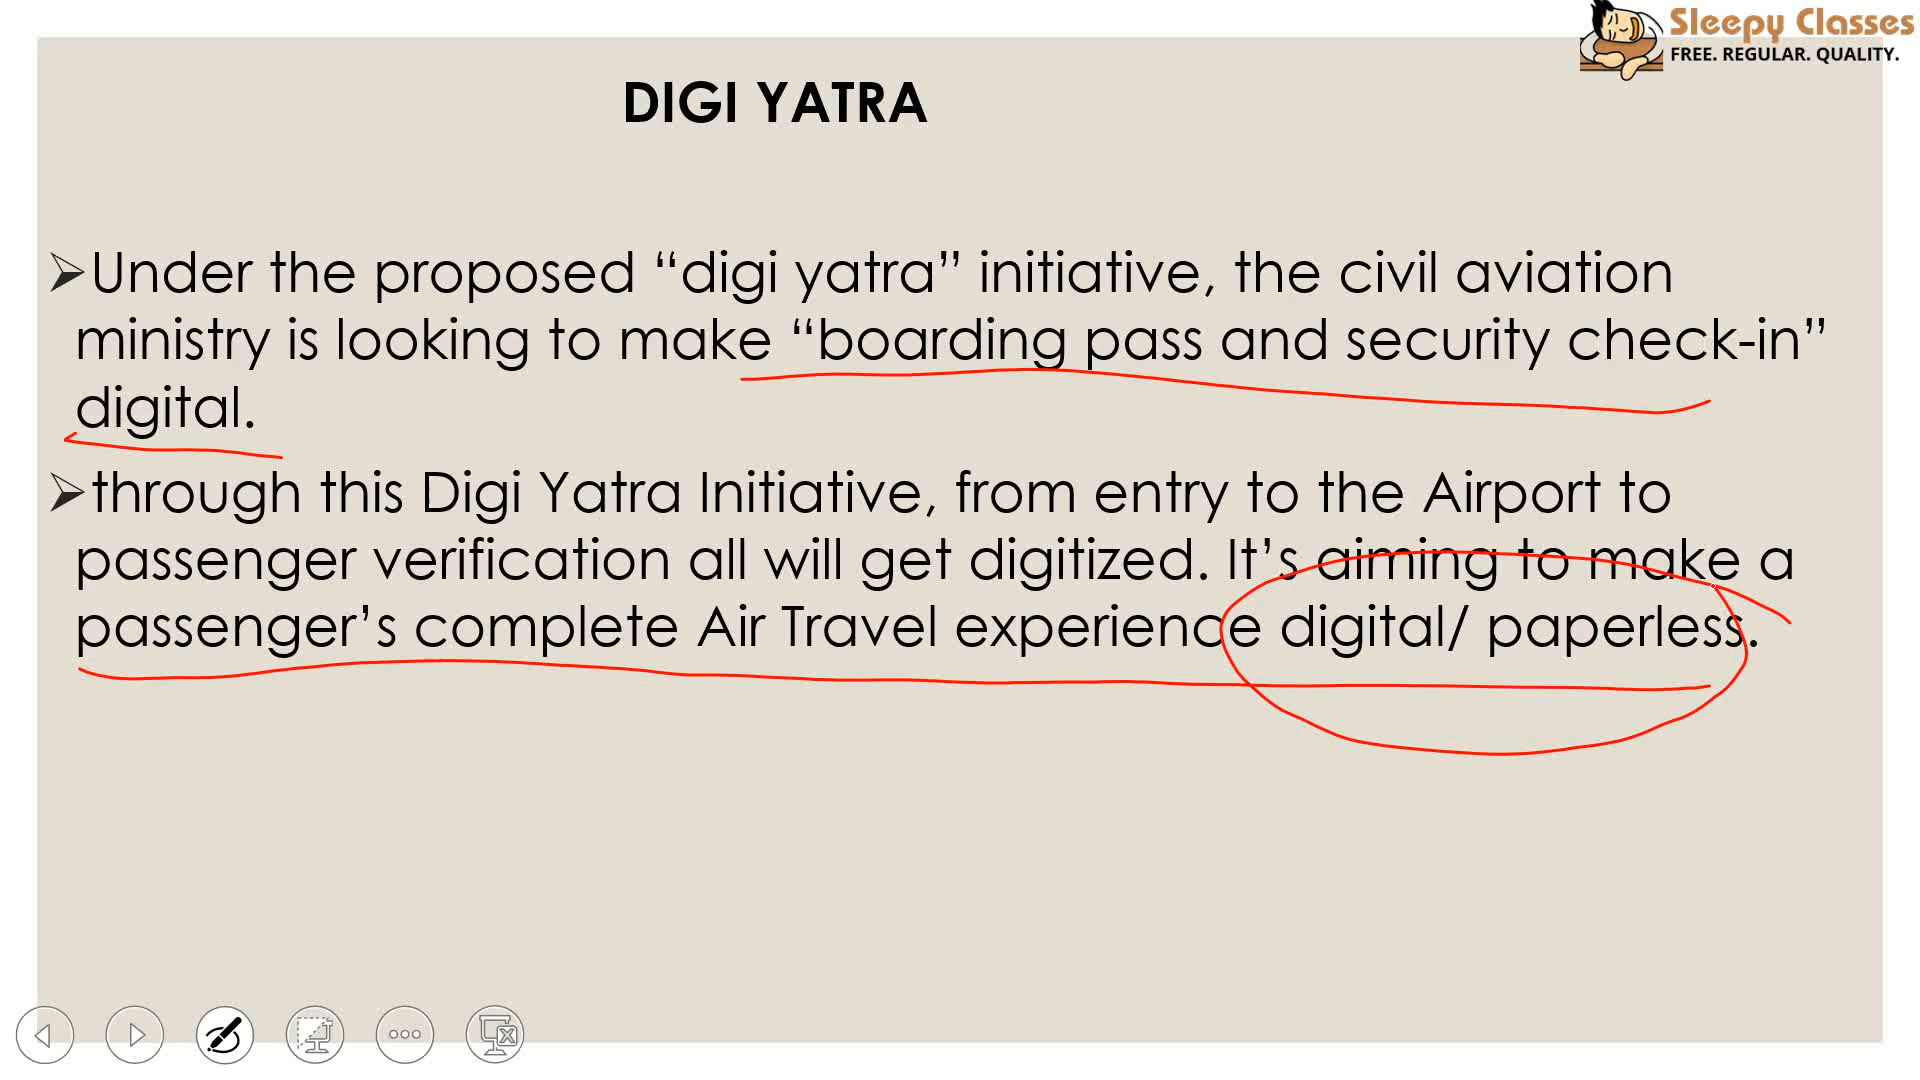 Sleepy Classes
FREE. REGULAR. QUALITY.
DIGI YATRA
Under the proposed “digi yatra” initiative, the civil aviation
ministry is looking to make “boarding pass and security check-in”
digital.
through this Digi Yatra Initiative, from entry to the Airport to
passenger verification all will get digitized. It’s aiming to make a
passenger’s complete Air Travel experience digital/ paperless.